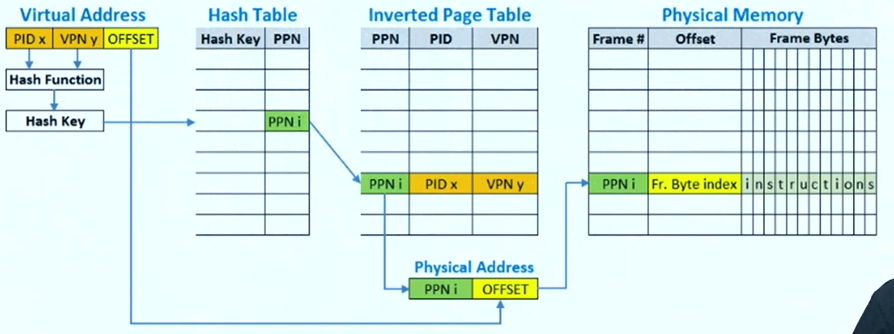 Virtual Address
PID x VPN y OFFSET
Hash Function
Hash Key
Hash Table
Hash Key PPN
PPN i
Inverted Page Table
PPN PID VPN
PPN i PID x VPN y
Physical Address
PPN i OFFSET
Physical Memory
Frame # Offset Frame Bytes
PPN i Fr. Byte index i n s t r u c t i o n s